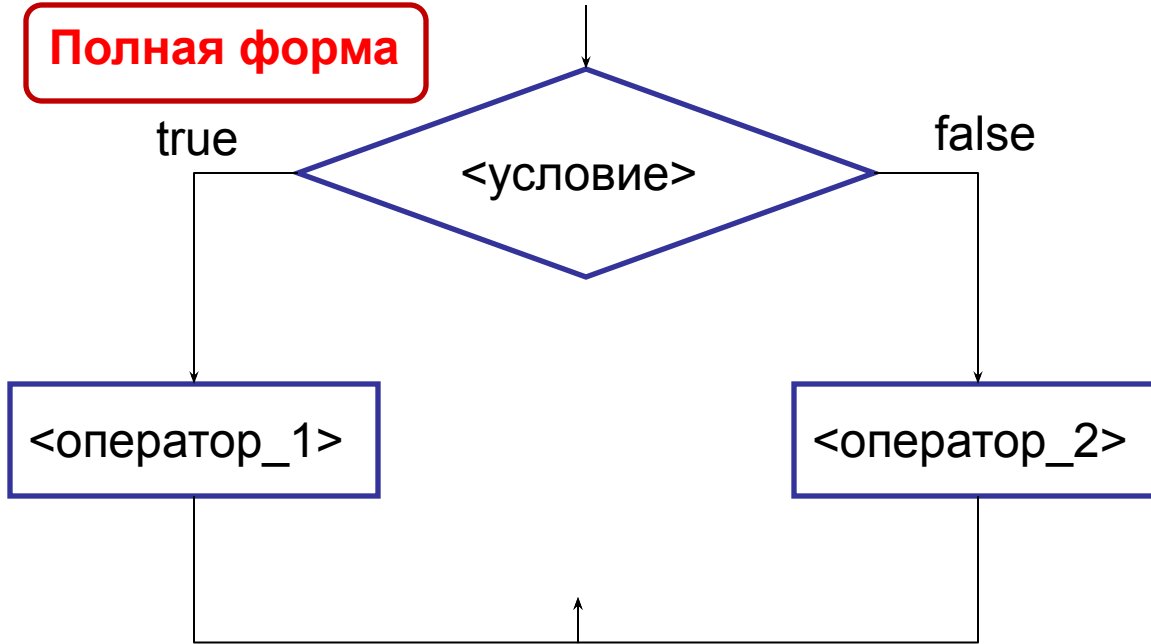 Полная форма
true
false
<условие>
<оператор_1>
<оператор_2>